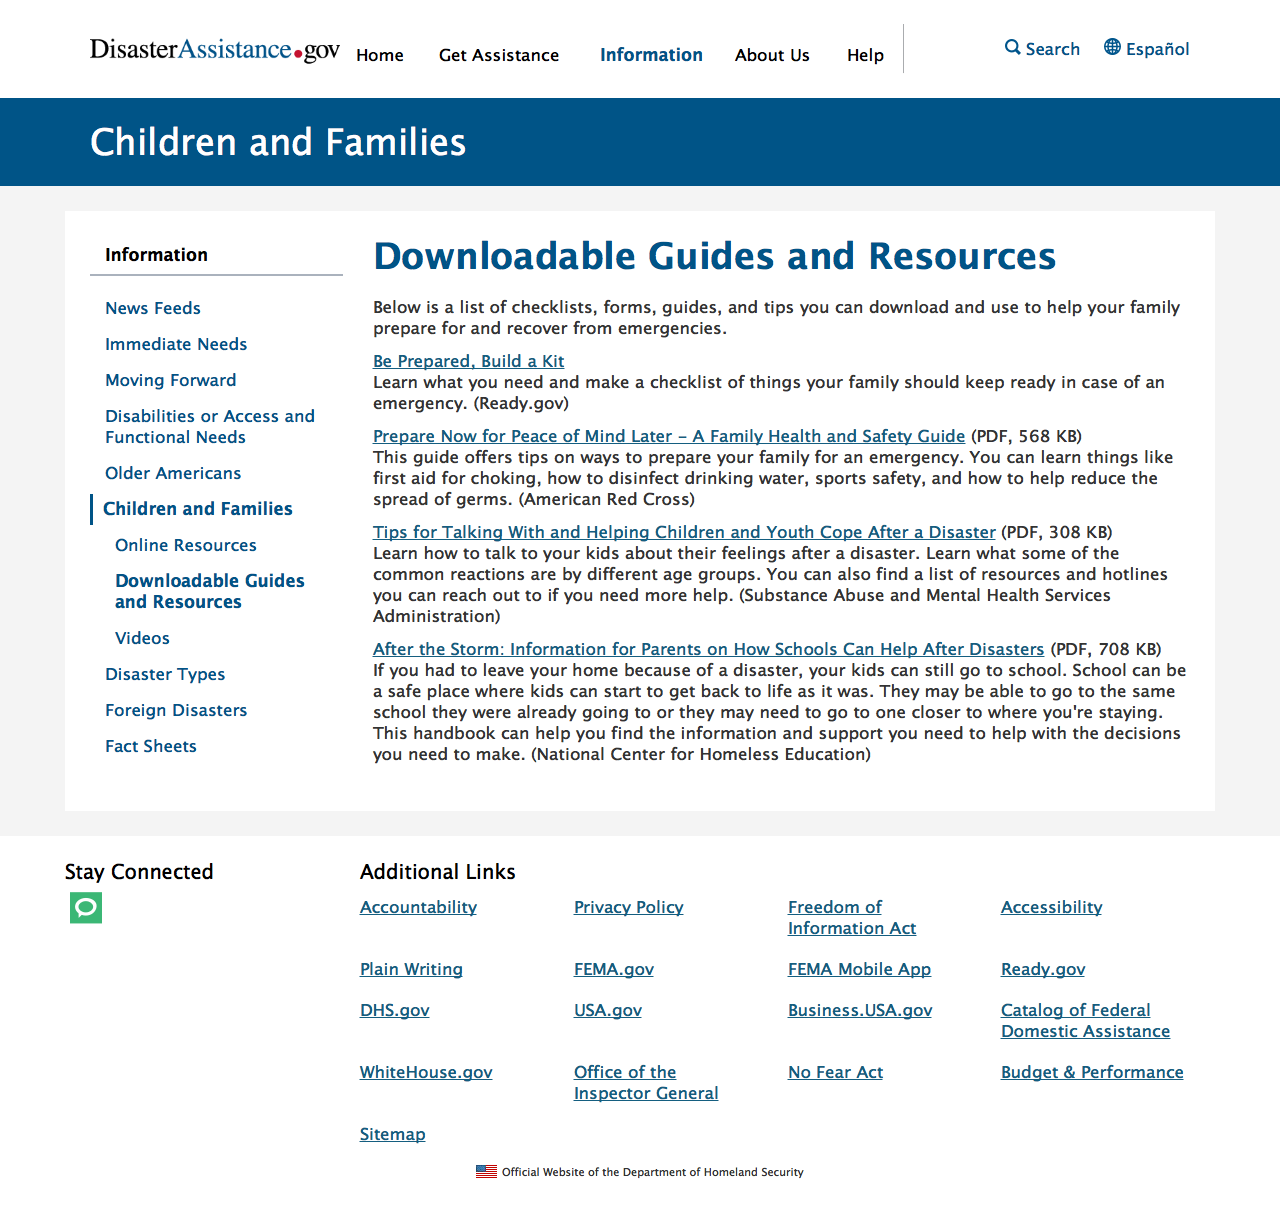 DisasterAssistance.gov Home Get Assistance Information About Us Help Search Español
Children and Families
Information
News Feeds
Immediate Needs
Moving Forward
Disabilities or Access and
Functional Needs
Older Americans
Children and Families
Online Resources
Downloadable Guides
and Resources
Videos
Disaster Types
Foreign Disasters
Fact Sheets
Downloadable Guides and Resources
Below is a list of checklists, forms, guides, and tips you can download and use to help your family
prepare for and recover from emergencies.
Be Prepared, Build a Kit
Learn what you need and make a checklist of things your family should keep ready in case of an
emergency. (Ready.gov)
Prepare Now for Peace of Mind Later – A Family Health and Safety Guide (PDF, 568 KB)
This guide offers tips on ways to prepare your family for an emergency. You can learn things like
first aid for choking, how to disinfect drinking water, sports safety, and how to help reduce the
spread of germs. (American Red Cross)
Tips for Talking With and Helping Children and Youth Cope After a Disaster (PDF, 308 KB)
Learn how to talk to your kids about their feelings after a disaster. Learn what some of the
common reactions are by different age groups. You can also find a list of resources and hotlines
you can reach out to if you need more help. (Substance Abuse and Mental Health Services
Administration)
After the Storm: Information for Parents on How Schools Can Help After Disasters (PDF, 708 KB)
If you had to leave your home because of a disaster, your kids can still go to school. School can be
a safe place where kids can start to get back to life as it was. They may be able to go to the same
school they were already going to or they may need to go to one closer to where you're staying.
This handbook can help you find the information and support you need to help with the decisions
you need to make. (National Center for Homeless Education)
Stay Connected
Additional Links
Accountability
Privacy Policy
Freedom of
Information Act
Accessibility
Plain Writing
FEMA.gov
FEMA Mobile App
Ready.gov
DHS.gov
USA.gov
Business.USA.gov
Catalog of Federal
Domestic Assistance
WhiteHouse.gov
Office of the
Inspector General
No Fear Act
Budget & Performance
Sitemap
Official Website of the Department of Homeland Security